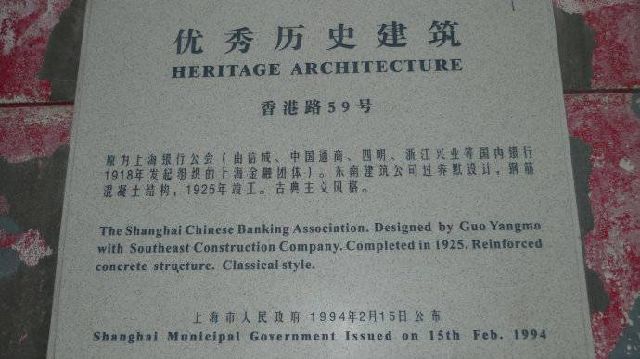 优秀历史建筑
HERITAGE ARCHITECTURE
香港路59号
原为上海银行公会（由成、中国通商、四明、浙江兴业等国内银行
1918年发起组织的上海金融团体）。东南建筑公司过养默设计，钢筋
混凝土结构，1925年竣工。古典主义风格。
The Shanghai Chinese Banking Association. Designed by Guo Yangmo
with Southeast Construction Company. Completed in 1925. Reinforced
concrete structure. Classical style.
上海市人民政府 1994年2月15日公布
Shanghai Municipal Government Issued on 15th Feb. 1994